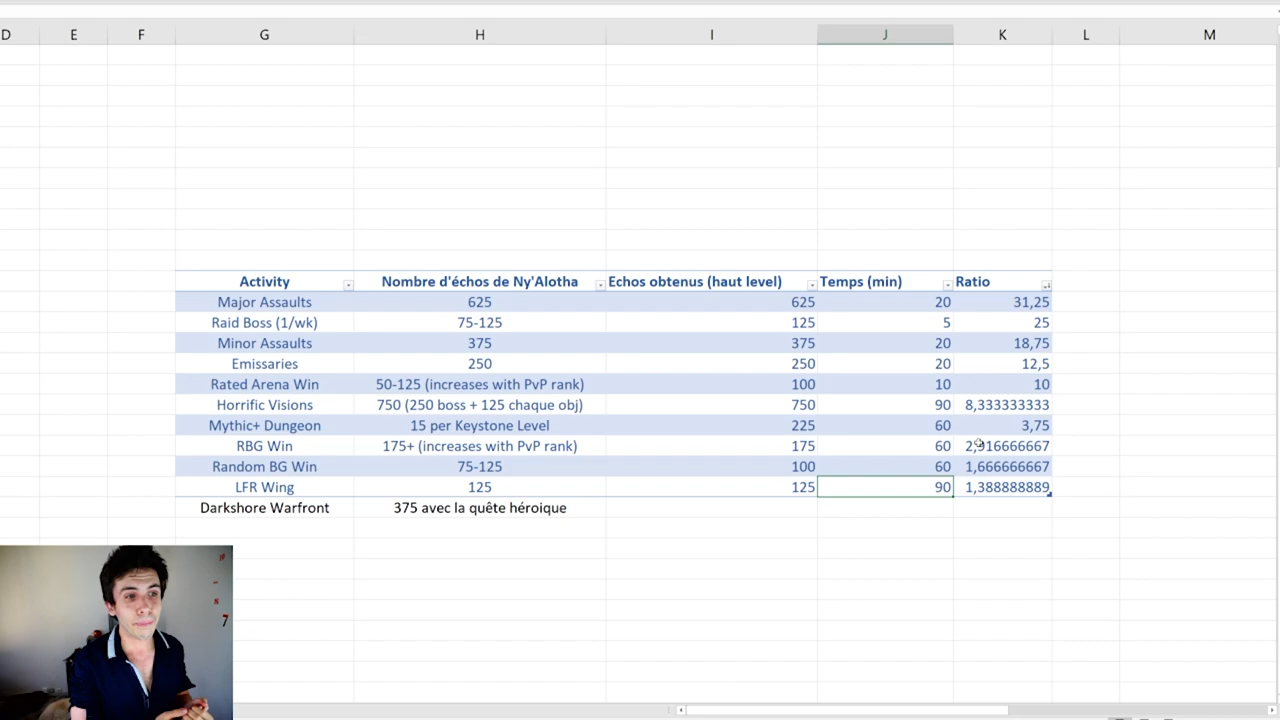 D E F G H I J K L M
Activity Nombre d'échos de Ny'Alotha Echos obtenus (haut level) Temps (min) Ratio
Major Assaults 625 625 20 31,25
Raid Boss (1/wk) 75-125 125 5 25
Minor Assaults 375 375 20 18,75
Emissaries 250 250 20 12,5
Rated Arena Win 50-125 (increases with PvP rank) 100 10 10
Horrific Visions 750 (250 boss + 125 chaque obj) 750 90 8,333333333
Mythic+ Dungeon 15 per Keystone Level 225 60 3,75
RBG Win 175+ (increases with PvP rank) 175 60 2,916666667
Random BG Win 75-125 100 60 1,666666667
LFR Wing 125 125 90 1,388888889
Darkshore Warfront 375 avec la quête héroique
7